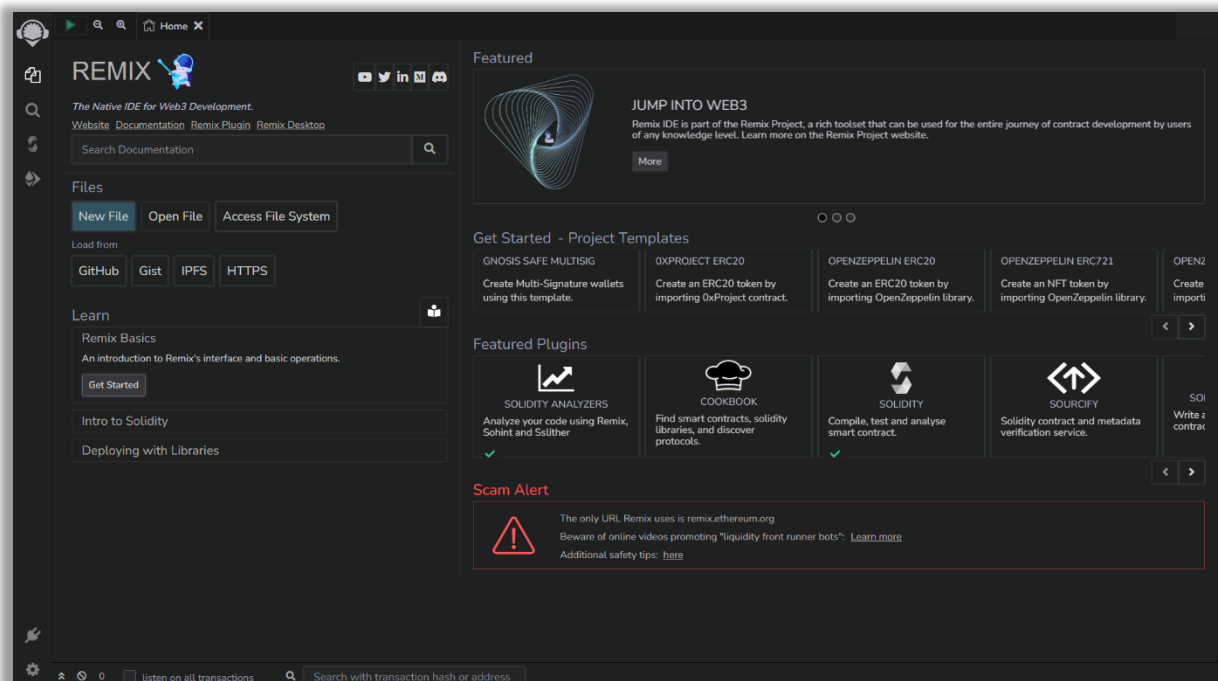 Home
REMIX
The Native IDE for Web3 Development.
Website Documentation Remix Plugin Remix Desktop
Search Documentation
Files
New File Open File Access File System
Load from
GitHub Gist IPFS HTTPS
Learn
Remix Basics
An introduction to Remix's interface and basic operations.
Get Started
Intro to Solidity
Deploying with Libraries
Featured
JUMP INTO WEB3
Remix IDE is part of the Remix Project, a rich toolset that can be used for the entire journey of contract development by users
of any knowledge level. Learn more on the Remix Project website.
More
Get Started - Project Templates
GNOSIS SAFE MULTISIG
Create Multi-Signature wallets
using this template.
0XPROJECT ERC20
Create an ERC20 token by
importing 0xProject contract.
OPENZEPPELIN ERC20
Create an ERC20 token by
importing OpenZeppelin library.
OPENZEPPELIN ERC721
Create an NFT token by
importing OpenZeppelin library.
OPENZ
Create
importi
Featured Plugins
SOLIDITY ANALYZERS
Analyze your code using Remix,
Solhint and Sslither
COOKBOOK
Find smart contracts, solidity
libraries, and discover
protocols.
SOLIDITY
Compile, test and analyse
smart contract.
SOURCIFY
Solidity contract and metadata
verification service.
SO
Write a
contrac
Scam Alert
The only URL Remix uses is remix.ethereum.org
Beware of online videos promoting "liquidity front runner bots": Learn more
Additional safety tips: here
0 listen on all transactions Search with transaction hash or address